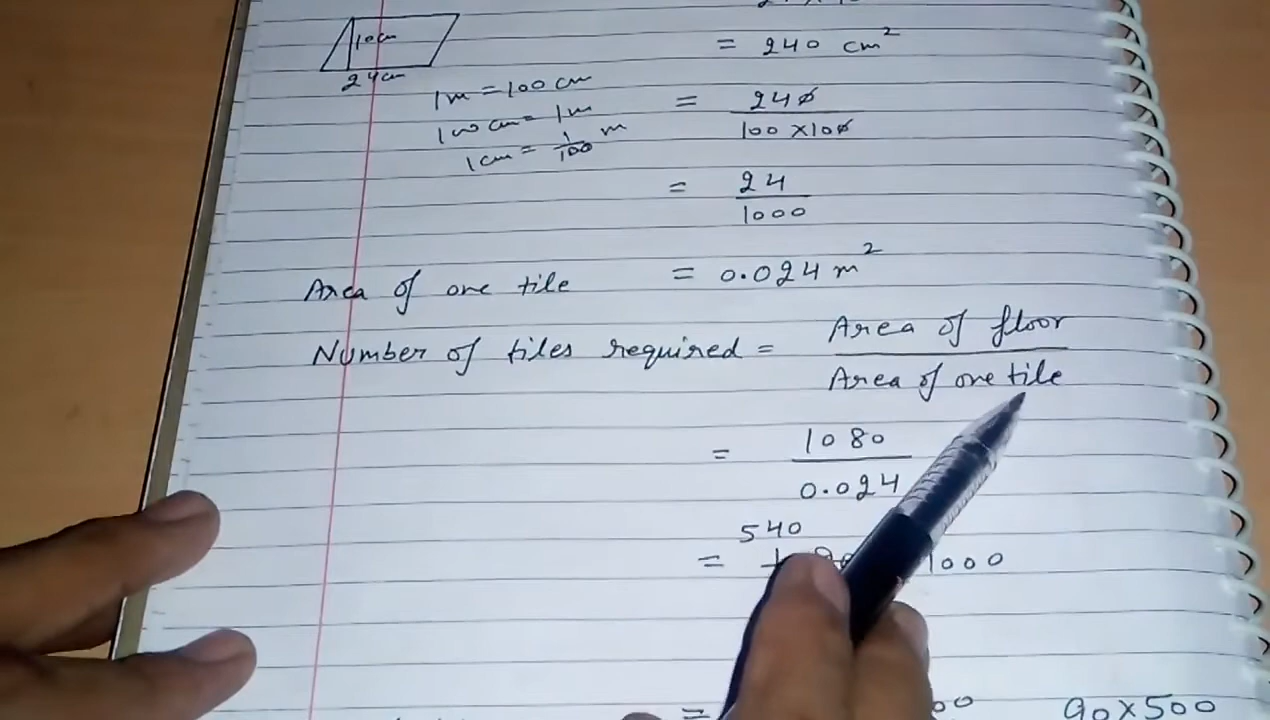 10cm
24cm
= 240 cm²
1m = 100 cm
100 cm = 1m
1 cm = 1/100 m
= 240 / 100 × 100
= 24 / 1000
Area of one tile = 0.024 m²
Number of tiles required = Area of floor / Area of one tile
= 1080 / 0.024
540
= 1000
= 90×500